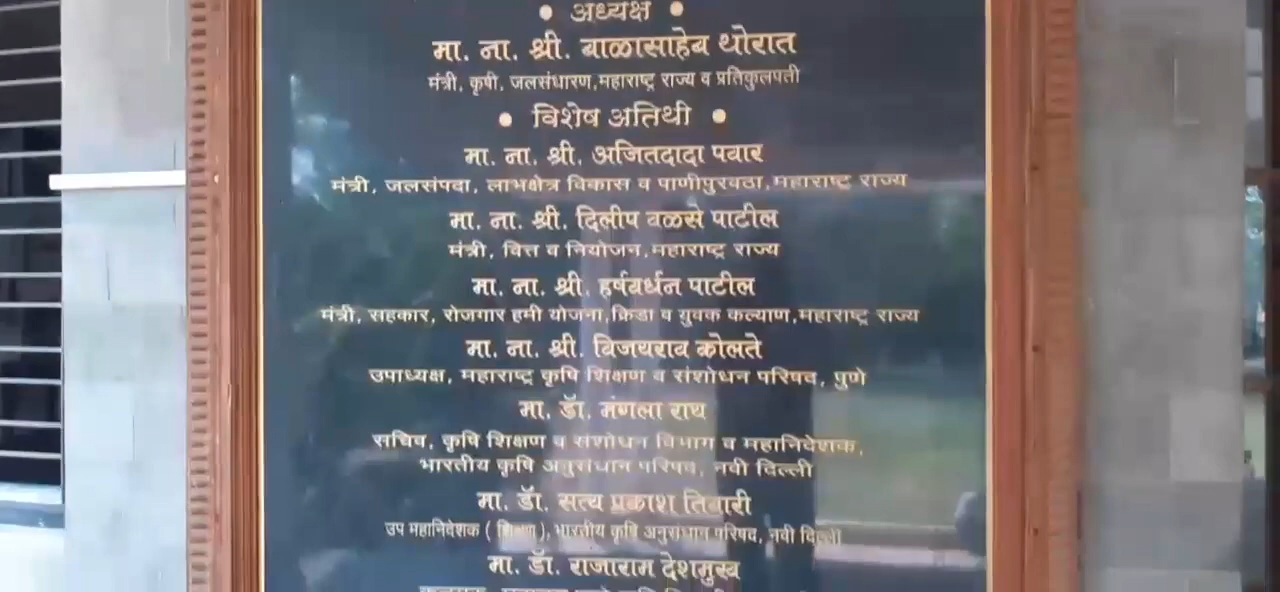 • अध्यक्ष •
मा. ना. श्री. बाळासाहेब थोरात
मंत्री, कृषी, जलसंधारण,महाराष्ट्र राज्य व प्रतिकुलपती
• विशेष अतिथी •
मा. ना. श्री. अजितदादा पवार
मंत्री, जलसंपदा, लाभक्षेत्र विकास व पाणीपुरवठा,महाराष्ट्र राज्य
मा. ना. श्री. दिलीप वळसे पाटील
मंत्री, वित्त व नियोजन,महाराष्ट्र राज्य
मा. ना. श्री. हर्षवर्धन पाटील
मंत्री, सहकार, रोजगार हमी योजना,क्रिडा व युवक कल्याण,महाराष्ट्र राज्य
मा. ना. श्री. विजयराव कोलते
उपाध्यक्ष, महाराष्ट्र कृषि शिक्षण व संशोधन परिषद, पुणे
मा. डॉ. मंगला राय
सचिव, कृषि शिक्षण व संशोधन विभाग व महानिदेशक,
भारतीय कृषि अनुसंधान परिषद, नवी दिल्ली
मा. डॉ. सत्य प्रकाश तिवारी
उप महानिदेशक ( शिक्षण ), भारतीय कृषि अनुसंधान परिषद, नवी दिल्ली
मा. डॉ. राजाराम देशमुख